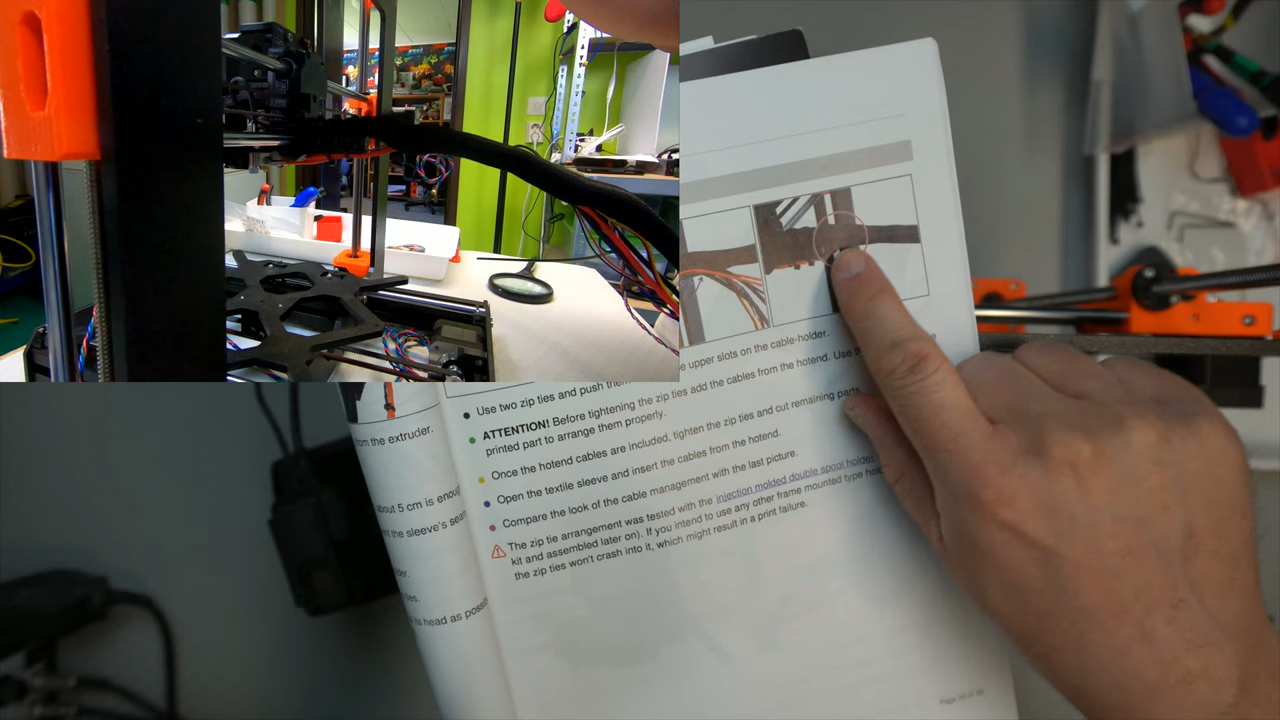 from the extruder.
about 5 cm is enoug
the sleeve's sea
its head as possi
e upper slots on the cable-holder.
Use two zip ties and push them
ATTENTION! Before tightening the zip ties add the cables from the hotend. Use
printed part to arrange them properly.
Once the hotend cables are included, tighten the zip ties and cut remaining parts
Open the textile sleeve and insert the cables from the hotend.
Compare the look of the cable management with the last picture.
The zip tie arrangement was tested with the injection molded double spool holder
kit and assembled later on). If you intend to use any other frame mounted type hol
the zip ties won't crash into it, which might result in a print failure.